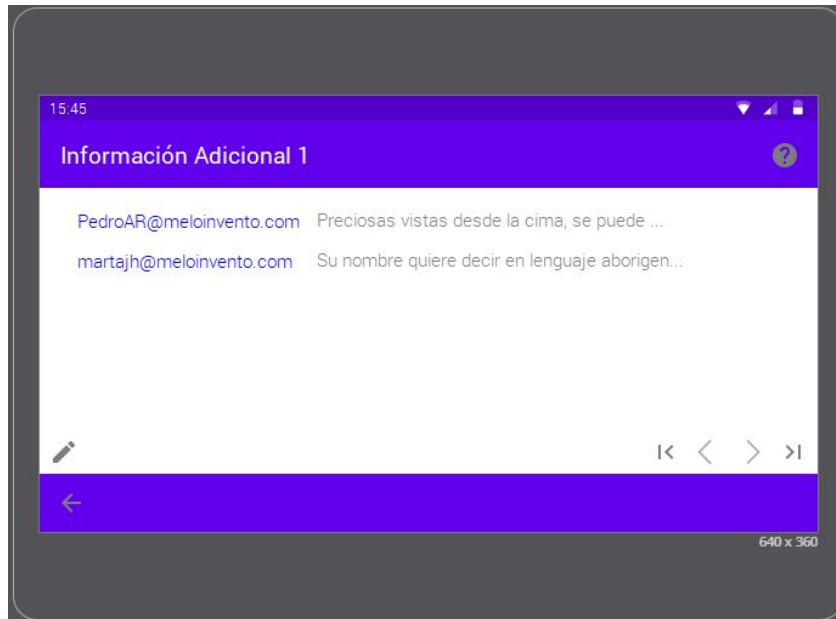 15:45
Información Adicional 1
PedroAR@meloinvento.com Preciosas vistas desde la cima, se puede ...
martajh@meloinvento.com Su nombre quiere decir en lenguaje aborigen...
640 x 360